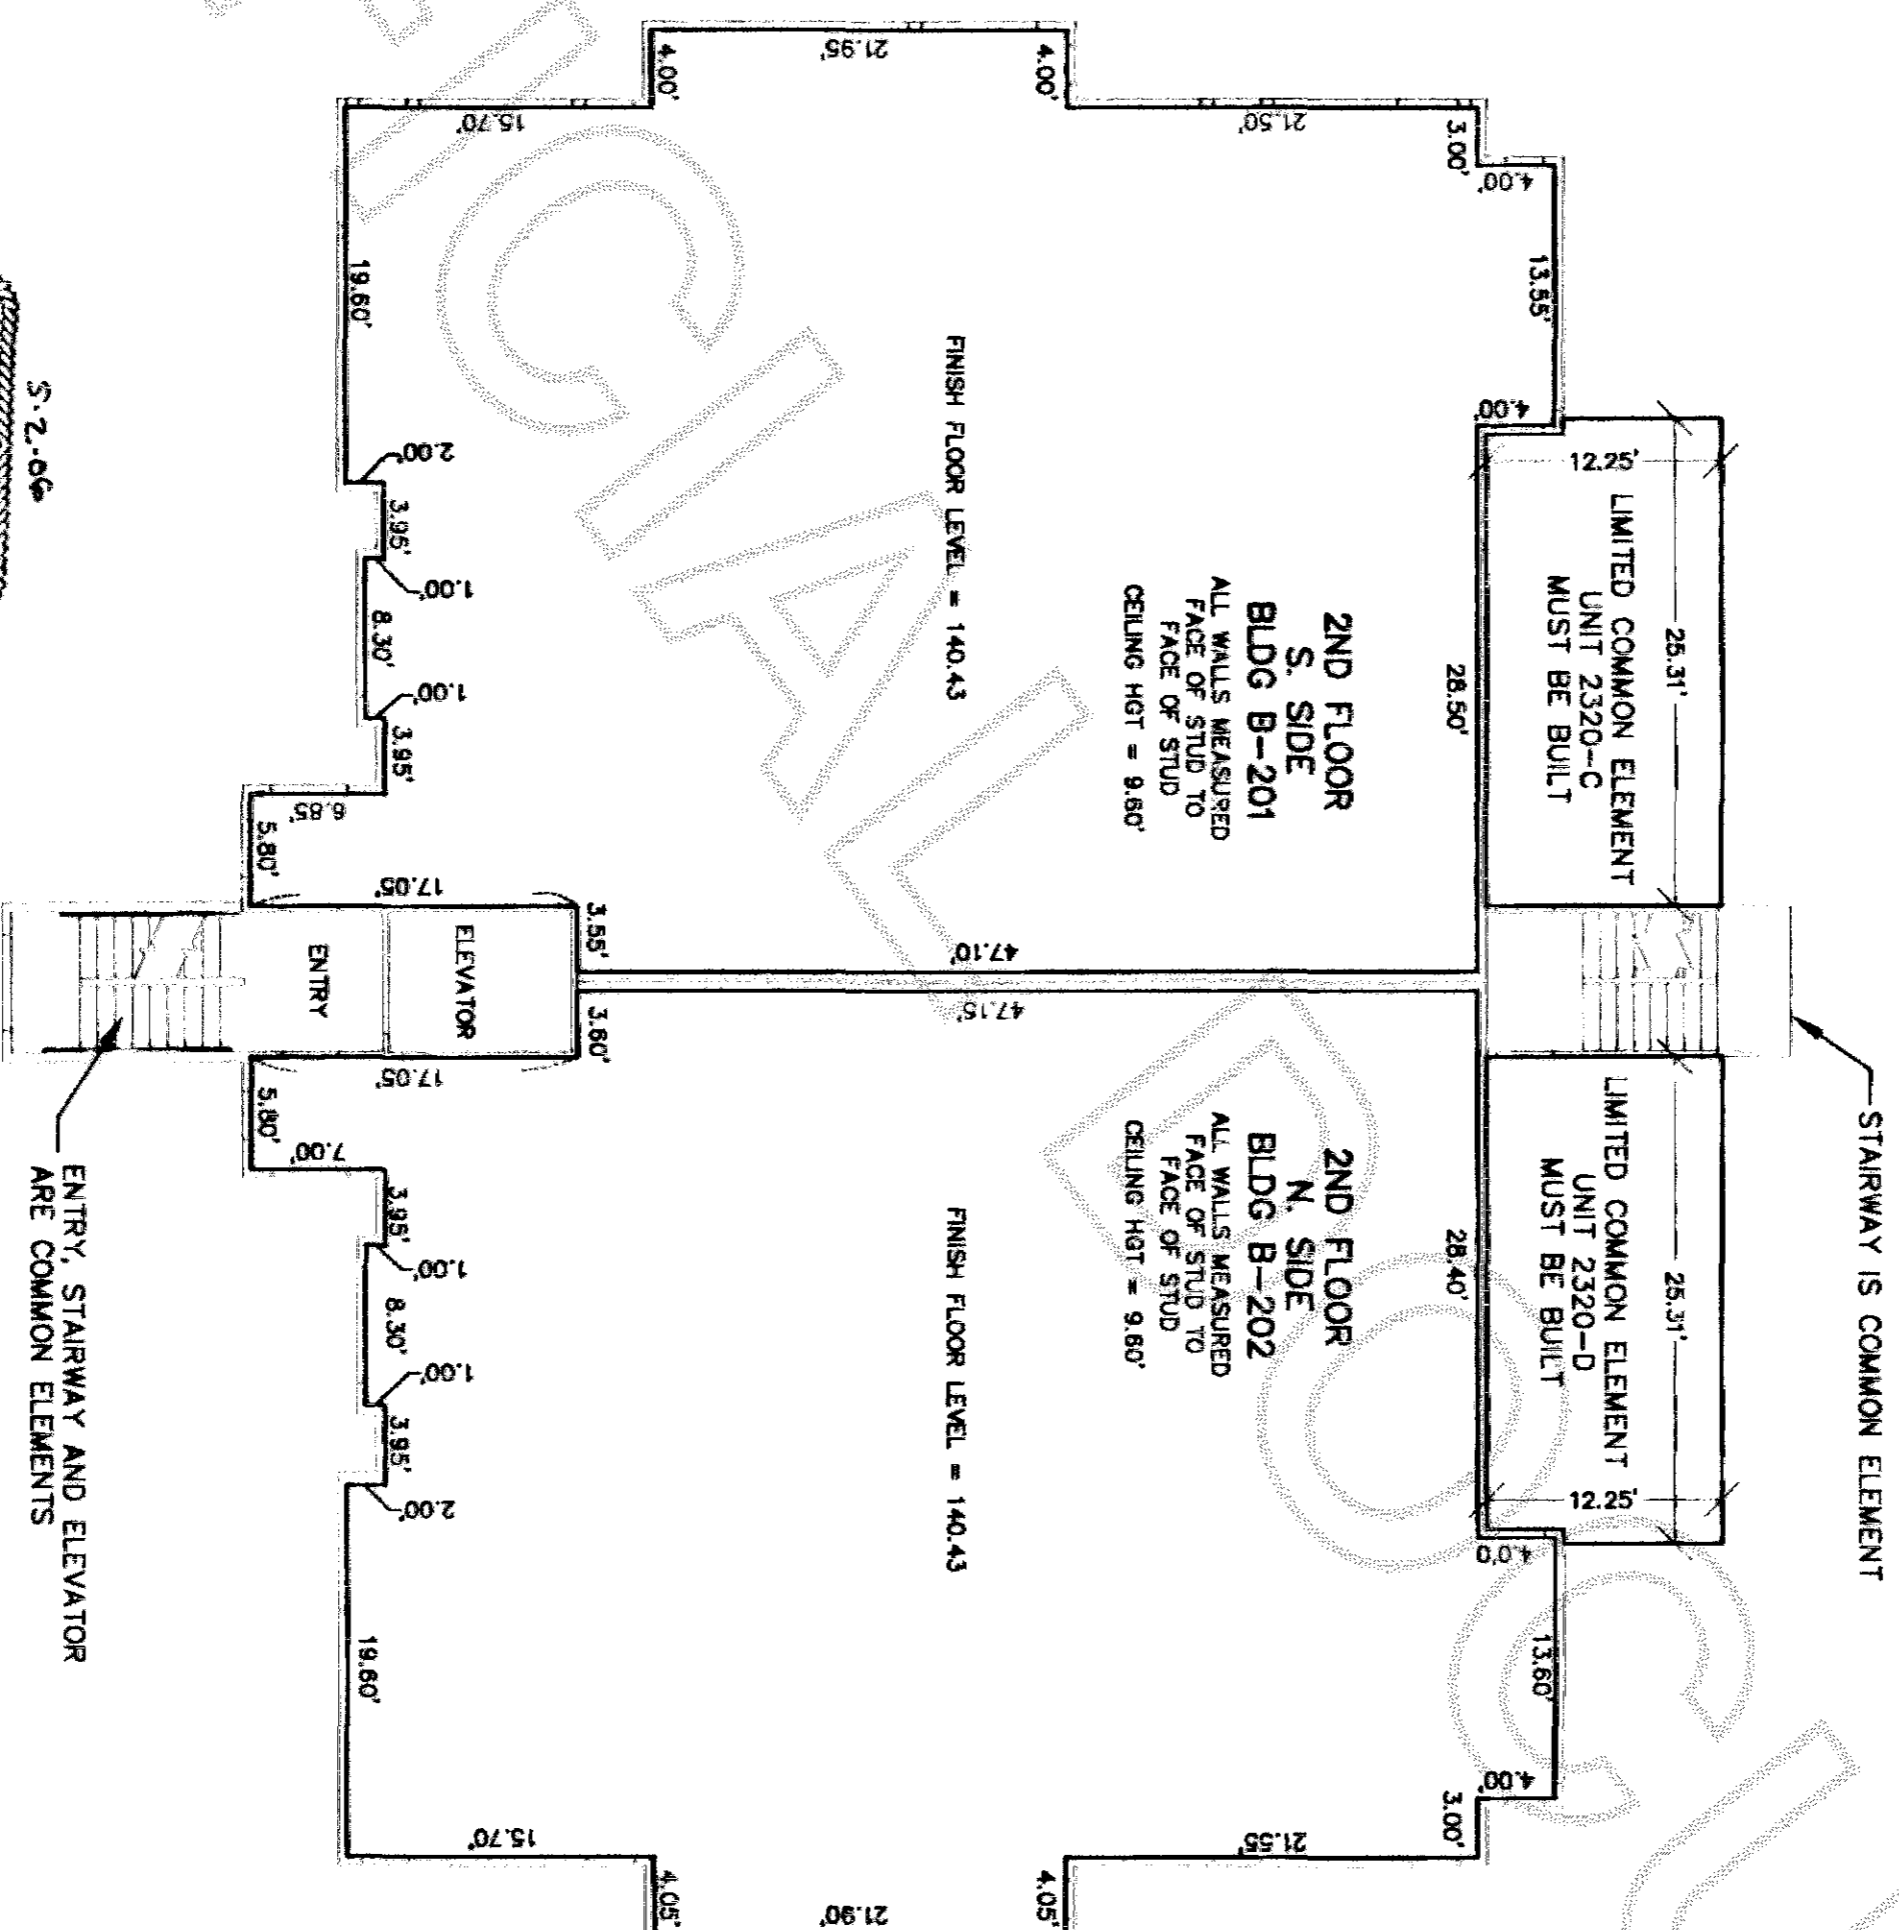 STAIRWAY IS COMMON ELEMENT
25.31'
12.25'
LIMITED COMMON ELEMENT
UNIT 2320-C
MUST BE BUILT
25.31'
12.25'
LIMITED COMMON ELEMENT
UNIT 2320-D
MUST BE BUILT
3.00'
4.00'
13.55'
4.00'
28.50'
28.40'
4.00'
13.60'
4.00'
3.00'
21.50'
4.00'
21.95'
4.00'
15.70'
2ND FLOOR
S. SIDE
BLDG B-201
ALL WALLS MEASURED
FACE OF STUD TO
FACE OF STUD
CEILING HGT = 9.60'
FINISH FLOOR LEVEL = 140.43
47.10'
47.15'
2ND FLOOR
N. SIDE
BLDG B-202
ALL WALLS MEASURED
FACE OF STUD TO
FACE OF STUD
CEILING HGT = 9.60'
FINISH FLOOR LEVEL = 140.43
21.55'
4.05'
21.90'
4.05'
15.70'
19.60'
2.00'
3.95'
1.00'
8.30'
1.00'
3.95'
6.85'
5.80'
17.05'
3.55'
3.60'
ELEVATOR
ENTRY
17.05'
5.80'
7.00'
3.95'
1.00'
8.30'
1.00'
3.95'
2.00'
19.60'
ENTRY, STAIRWAY AND ELEVATOR
ARE COMMON ELEMENTS
5-2-06